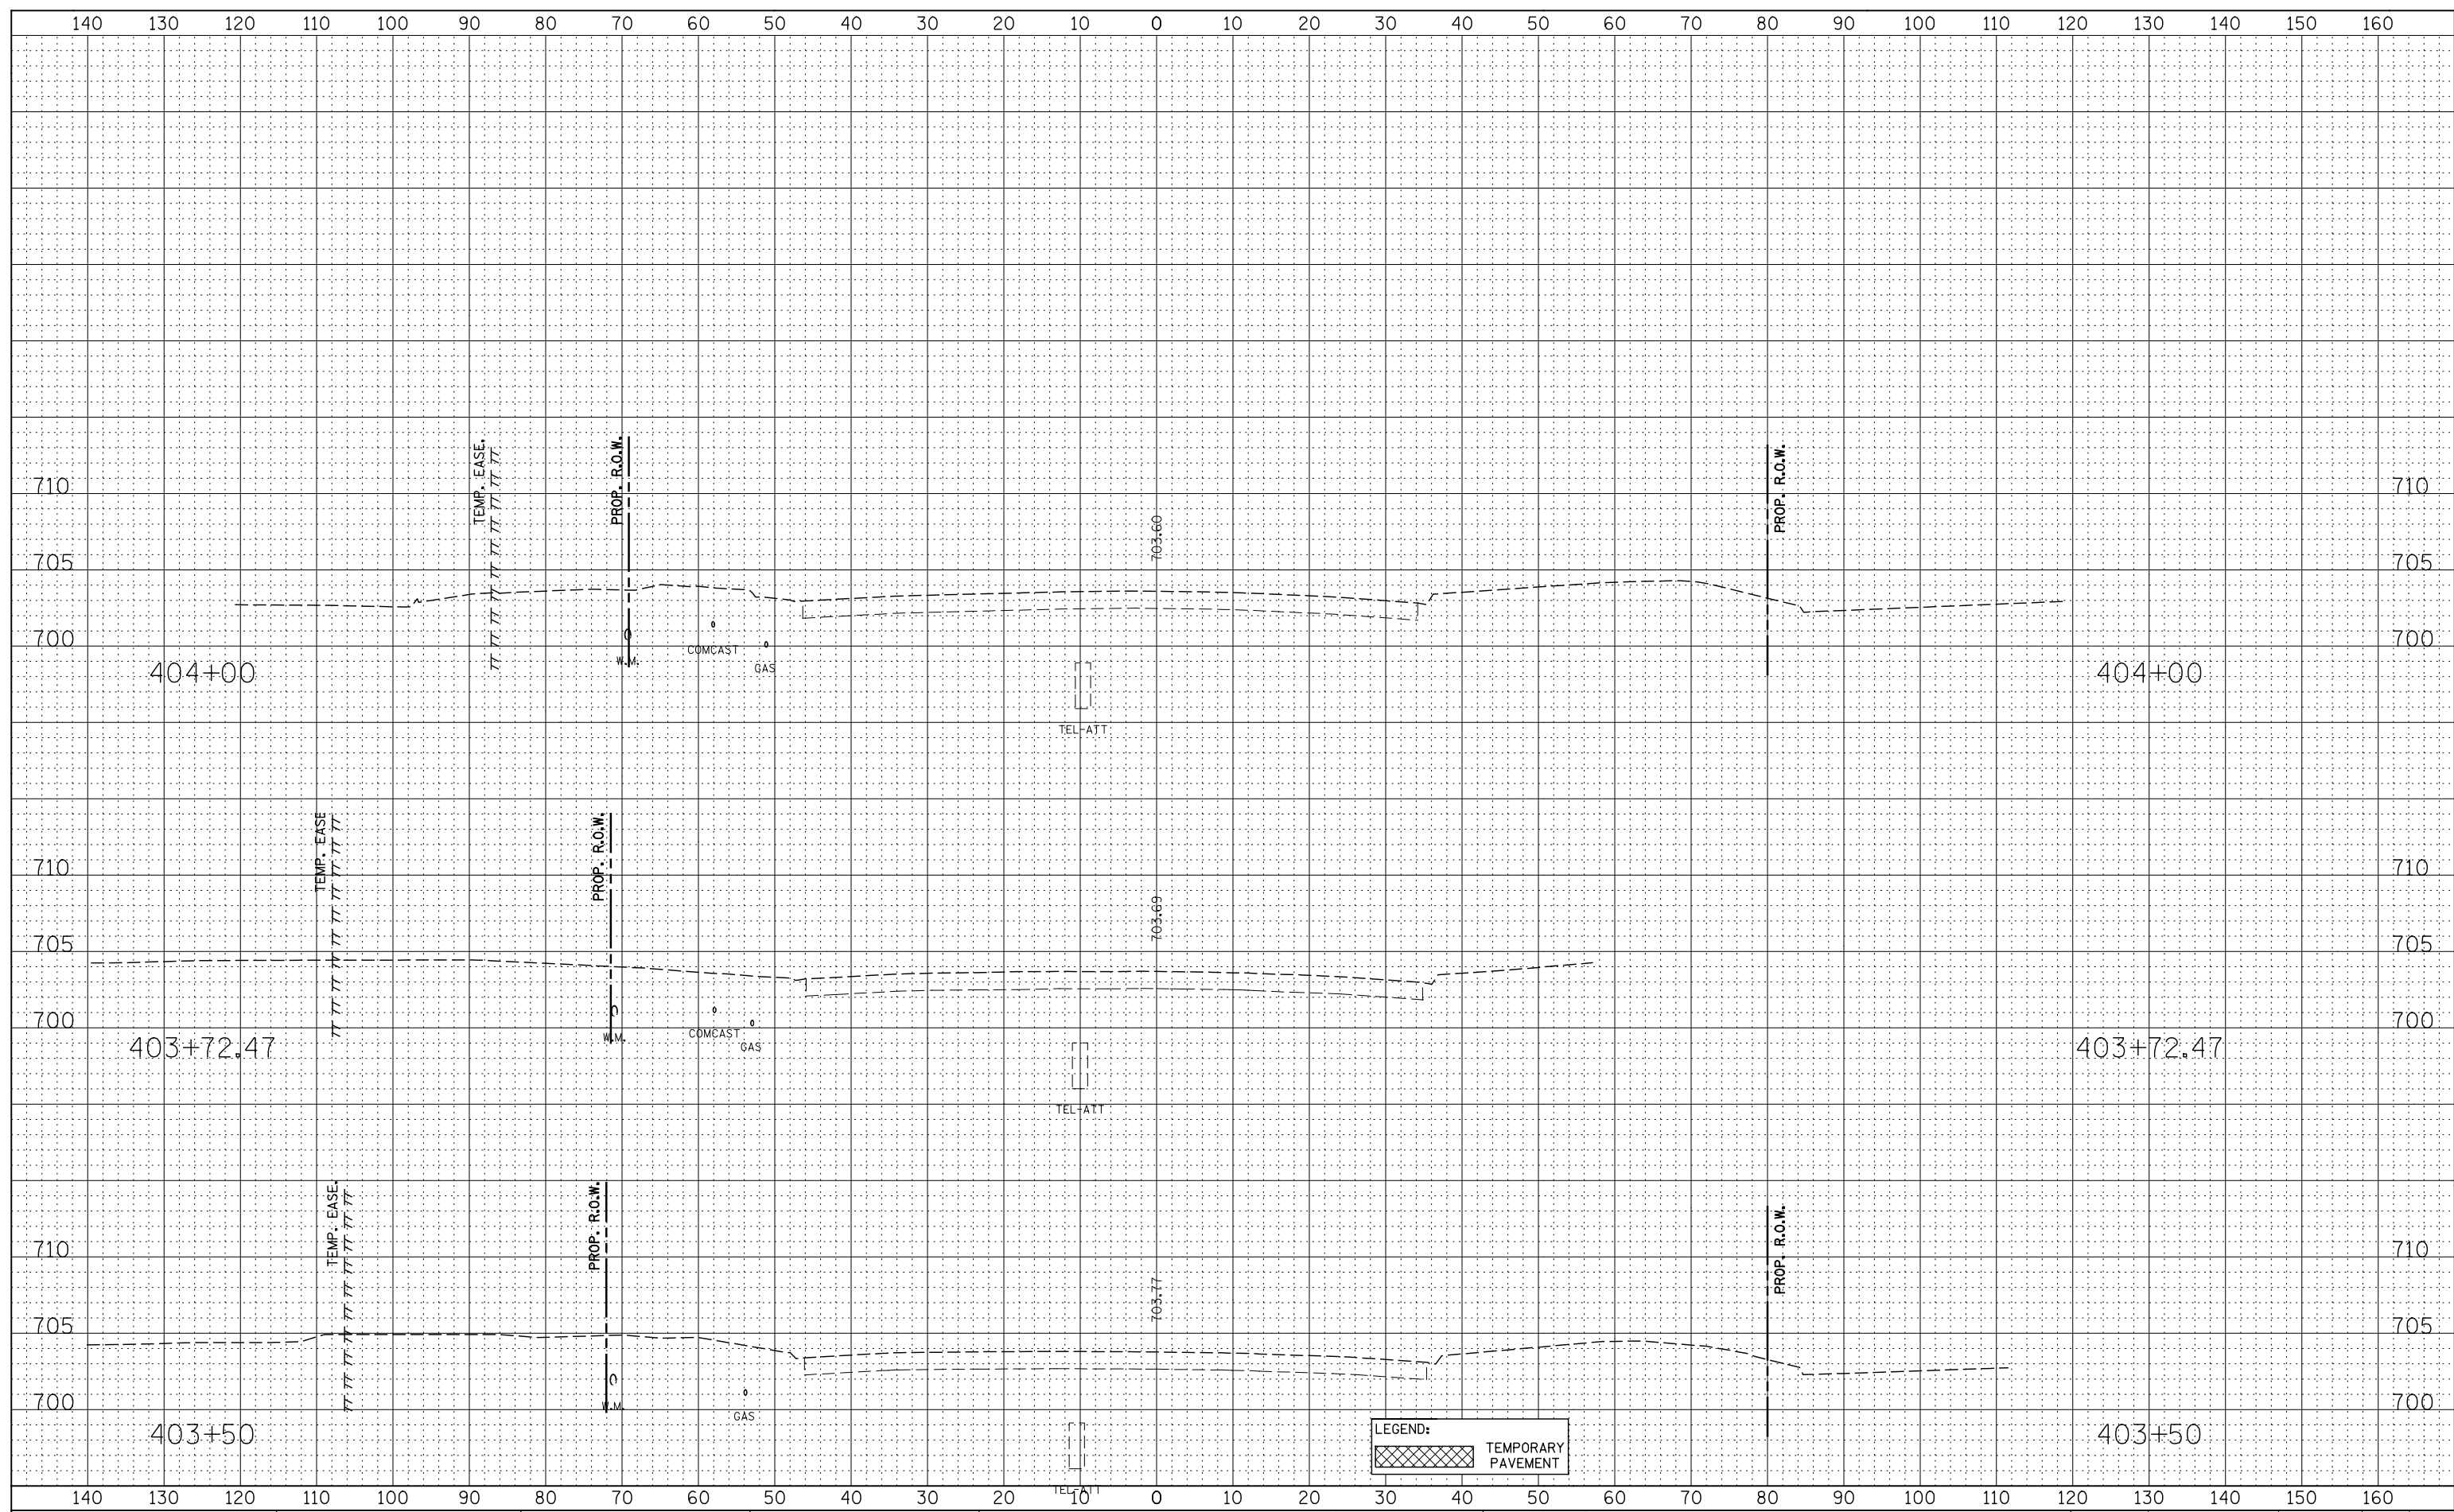 140 130 120 110 100 90 80 70 60 50 40 30 20 10 0 10 20 30 40 50 60 70 80 90 100 110 120 130 140 150 160
TEMP. EASE.
PROP. R.O.W.
PROP. R.O.W.
710 710
703.60
705 705
700 700
W.M.
COMCAST
GAS
404+00 404+00
TEL-ATT
TEMP. EASE
PROP. R.O.W.
710 710
703.69
705 705
700 700
W.M.
COMCAST
GAS
403+72.47 403+72.47
TEL-ATT
TEMP. EASE.
PROP. R.O.W.
PROP. R.O.W.
710 710
703.77
705 705
700 700
W.M.
GAS
403+50 403+50
LEGEND:
TEMPORARY
PAVEMENT
TEL-ATT
140 130 120 110 100 90 80 70 60 50 40 30 20 10 0 10 20 30 40 50 60 70 80 90 100 110 120 130 140 150 160